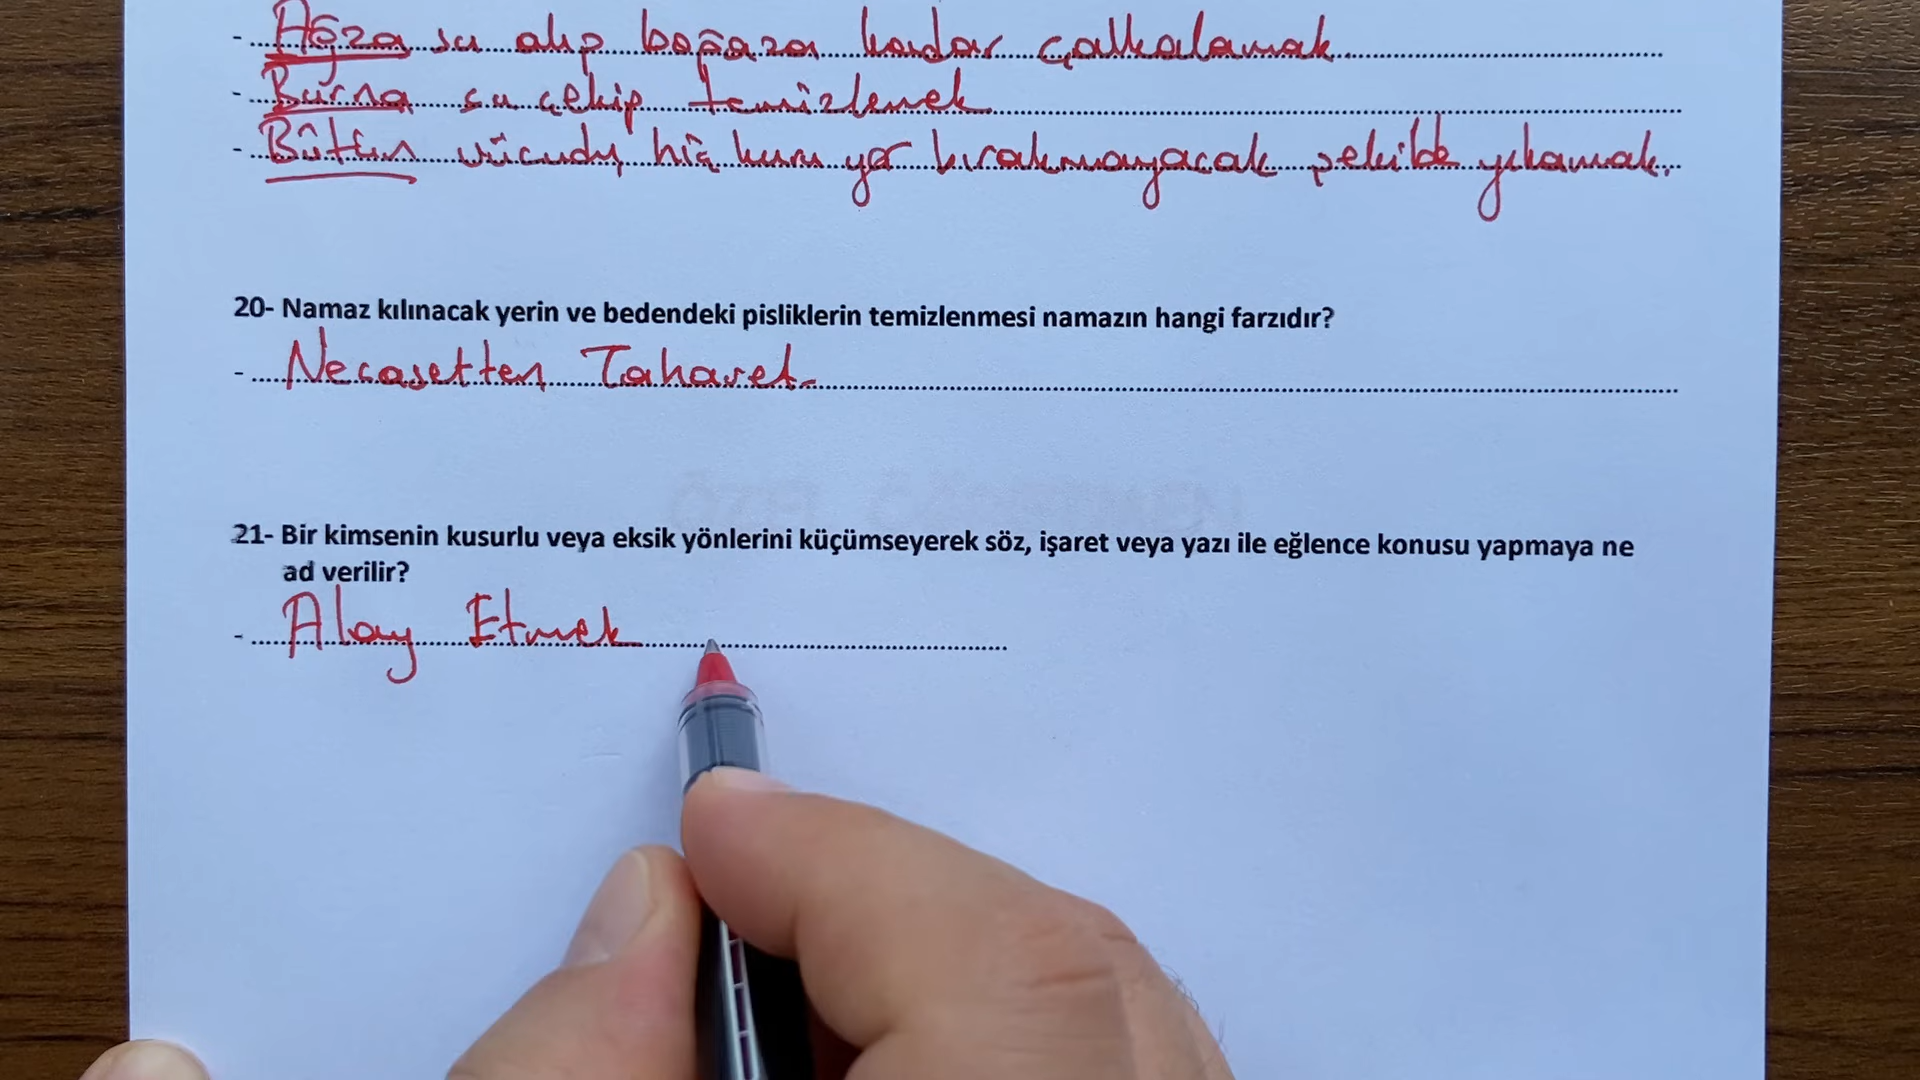 - Ağza su alıp boğaza kadar çalkalamak
- Burna su çekip temizlemek
- Bütün vücudu hiç kuru yer bırakmayacak şekilde yıkamak.
20- Namaz kılınacak yerin ve bedendeki pisliklerin temizlenmesi namazın hangi farzıdır?
- Necasetten Taharet
21- Bir kimsenin kusurlu veya eksik yönlerini küçümseyerek söz, işaret veya yazı ile eğlence konusu yapmaya ne
ad verilir?
- Alay Etmek